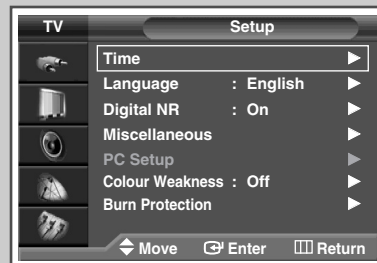 TV Setup
Time
Language : English
Digital NR : On
Miscellaneous
PC Setup
Colour Weakness : Off
Burn Protection
Move Enter Return